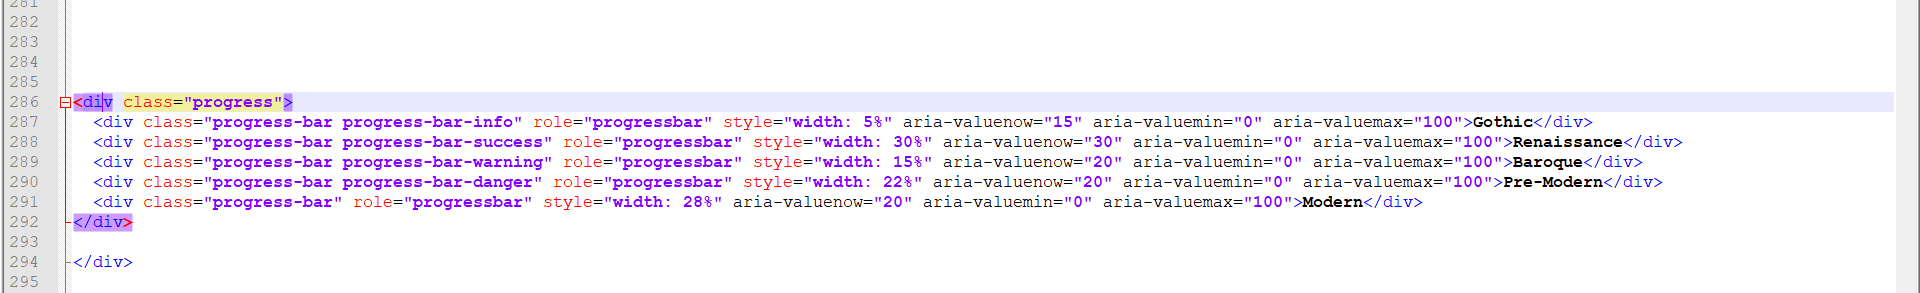 281
282
283
284
285
286 <div class="progress">
287 <div class="progress-bar progress-bar-info" role="progressbar" style="width: 5%" aria-valuenow="15" aria-valuemin="0" aria-valuemax="100">Gothic</div>
288 <div class="progress-bar progress-bar-success" role="progressbar" style="width: 30%" aria-valuenow="30" aria-valuemin="0" aria-valuemax="100">Renaissance</div>
289 <div class="progress-bar progress-bar-warning" role="progressbar" style="width: 15%" aria-valuenow="20" aria-valuemin="0" aria-valuemax="100">Baroque</div>
290 <div class="progress-bar progress-bar-danger" role="progressbar" style="width: 22%" aria-valuenow="20" aria-valuemin="0" aria-valuemax="100">Pre-Modern</div>
291 <div class="progress-bar" role="progressbar" style="width: 28%" aria-valuenow="20" aria-valuemin="0" aria-valuemax="100">Modern</div>
292 </div>
293
294 </div>
295